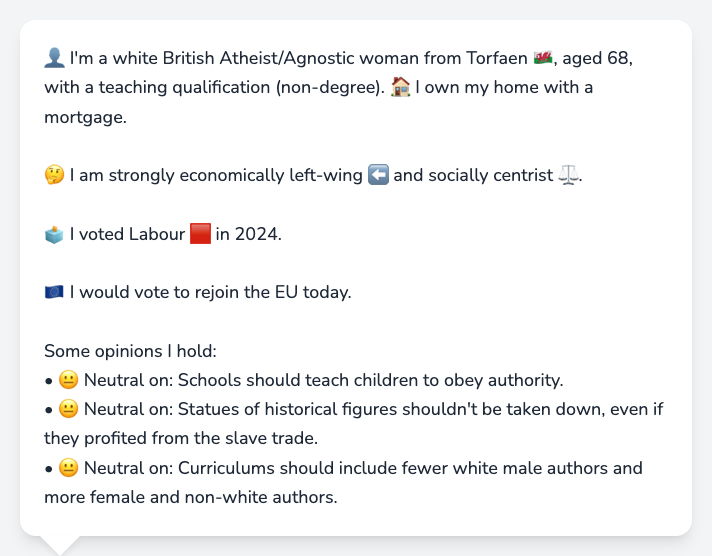 👤 I'm a white British Atheist/Agnostic woman from Torfaen 🏴󠁧󠁢󠁷󠁬󠁳󠁿, aged 68,
with a teaching qualification (non-degree). 🏠 I own my home with a
mortgage.
🤔 I am strongly economically left-wing ⬅️ and socially centrist ⚖️.
🗳️ I voted Labour 🟥 in 2024.
🇪🇺 I would vote to rejoin the EU today.
Some opinions I hold:
• 😐 Neutral on: Schools should teach children to obey authority.
• 😐 Neutral on: Statues of historical figures shouldn't be taken down, even if
they profited from the slave trade.
• 😐 Neutral on: Curriculums should include fewer white male authors and
more female and non-white authors.